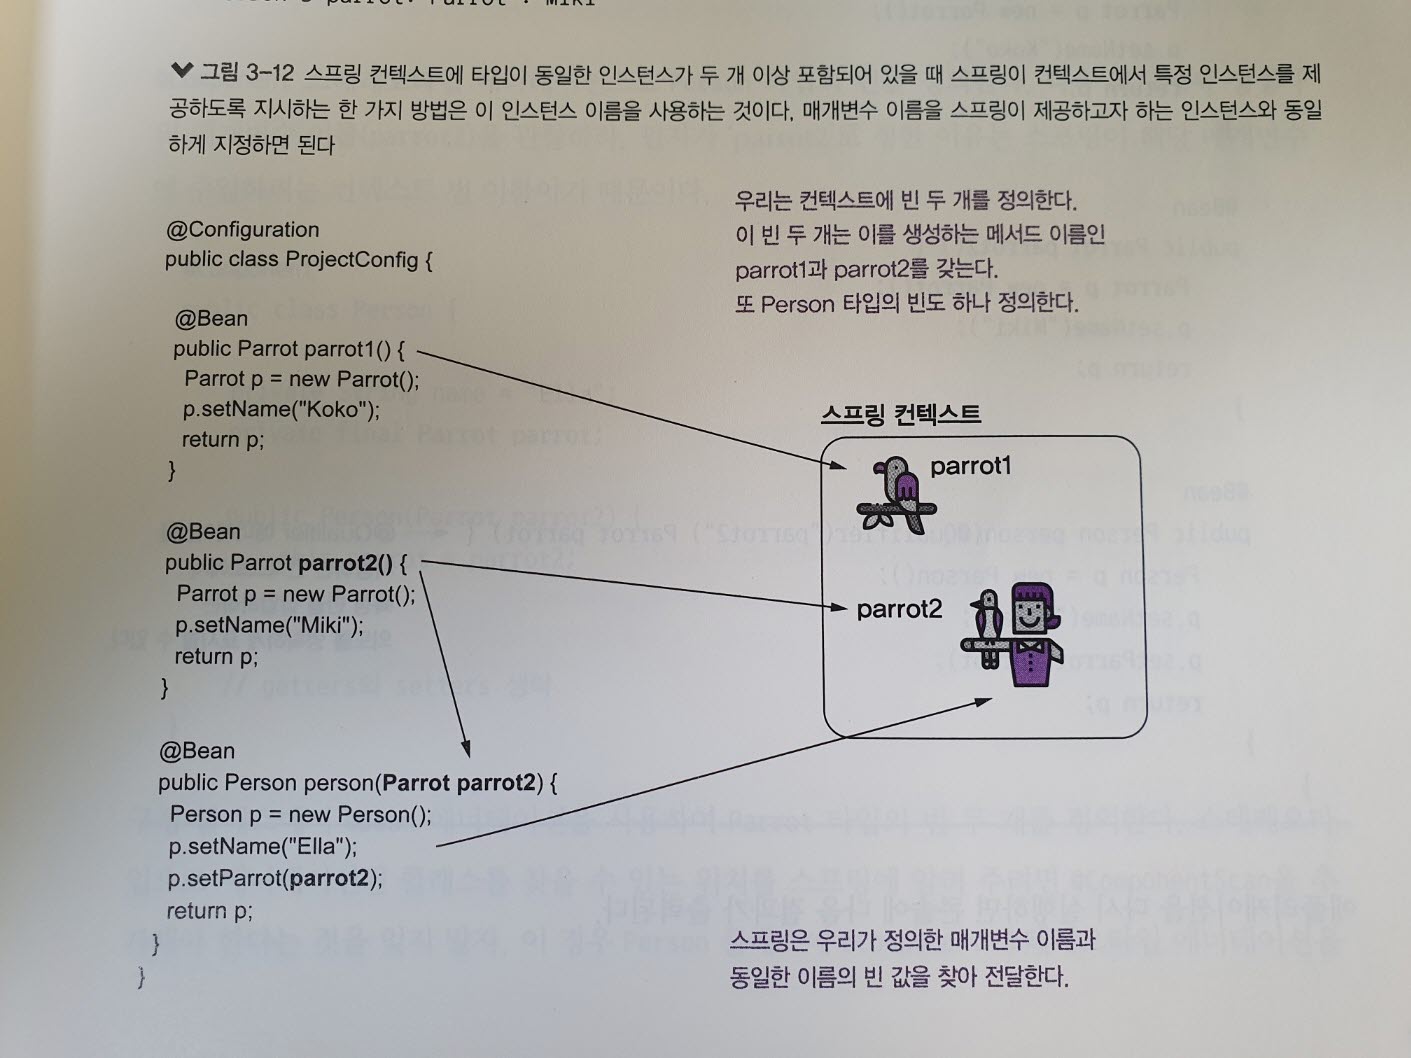 parrot: Parrot : Miki
그림 3-12 스프링 컨텍스트에 타입이 동일한 인스턴스가 두 개 이상 포함되어 있을 때 스프링이 컨텍스트에서 특정 인스턴스를 제
공하도록 지시하는 한 가지 방법은 이 인스턴스 이름을 사용하는 것이다. 매개변수 이름을 스프링이 제공하고자 하는 인스턴스와 동일
하게 지정하면 된다
우리는 컨텍스트에 빈 두 개를 정의한다.
이 빈 두 개는 이를 생성하는 메서드 이름인
parrot1과 parrot2를 갖는다.
또 Person 타입의 빈도 하나 정의한다.
@Configuration
public class ProjectConfig {
@Bean
public Parrot parrot1() {
Parrot p = new Parrot();
p.setName("Koko");
return p;
}
@Bean
public Parrot parrot2() {
Parrot p = new Parrot();
p.setName("Miki");
return p;
}
@Bean
public Person person(Parrot parrot2) {
Person p = new Person();
p.setName("Ella");
p.setParrot(parrot2);
return p;
}
}
스프링 컨텍스트
parrot1
parrot2
스프링은 우리가 정의한 매개변수 이름과
동일한 이름의 빈 값을 찾아 전달한다.